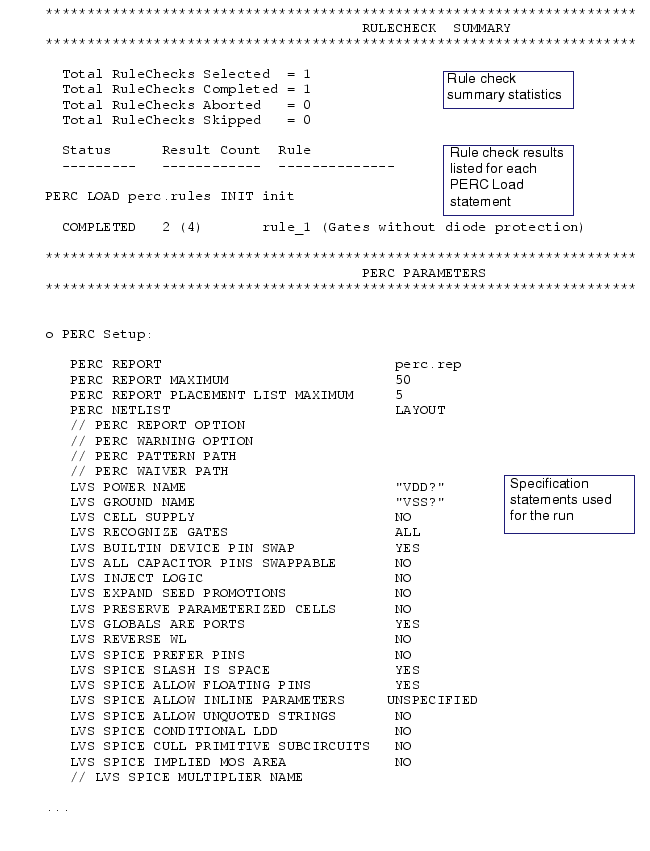 ***********************************************************************
RULECHECK SUMMARY
***********************************************************************
Total RuleChecks Selected = 1
Total RuleChecks Completed = 1
Total RuleChecks Aborted = 0
Total RuleChecks Skipped = 0
Rule check
summary statistics
Status Result Count Rule
--------- ------------ --------------
Rule check results
listed for each
PERC Load
statement
PERC LOAD perc.rules INIT init
COMPLETED 2 (4) rule_1 (Gates without diode protection)
***********************************************************************
PERC PARAMETERS
***********************************************************************
o PERC Setup:
PERC REPORT perc.rep
PERC REPORT MAXIMUM 50
PERC REPORT PLACEMENT LIST MAXIMUM 5
PERC NETLIST LAYOUT
// PERC REPORT OPTION
// PERC WARNING OPTION
// PERC PATTERN PATH
// PERC WAIVER PATH
LVS POWER NAME "VDD?"
LVS GROUND NAME "VSS?"
LVS CELL SUPPLY NO
LVS RECOGNIZE GATES ALL
LVS BUILTIN DEVICE PIN SWAP YES
LVS ALL CAPACITOR PINS SWAPPABLE NO
LVS INJECT LOGIC NO
LVS EXPAND SEED PROMOTIONS NO
LVS PRESERVE PARAMETERIZED CELLS NO
LVS GLOBALS ARE PORTS YES
LVS REVERSE WL NO
LVS SPICE PREFER PINS NO
LVS SPICE SLASH IS SPACE YES
LVS SPICE ALLOW FLOATING PINS YES
LVS SPICE ALLOW INLINE PARAMETERS UNSPECIFIED
LVS SPICE ALLOW UNQUOTED STRINGS NO
LVS SPICE CONDITIONAL LDD NO
LVS SPICE CULL PRIMITIVE SUBCIRCUITS NO
LVS SPICE IMPLIED MOS AREA NO
// LVS SPICE MULTIPLIER NAME
Specification
statements used
for the run
...